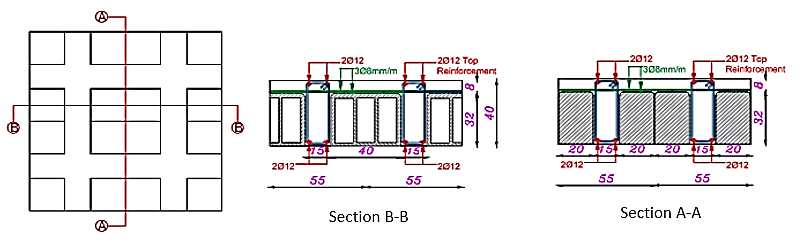 A
B
B
A
2Ø12
2Ø12 Top
Reinforcement
3Ø8mm/m
8
40
32
15
40
15
2Ø12
2Ø12
55
55
Section B-B
2Ø12
2Ø12 Top
Reinforcement
3Ø8mm/m
8
32
20
15
20
20
15
20
2Ø12
2Ø12
55
55
Section A-A